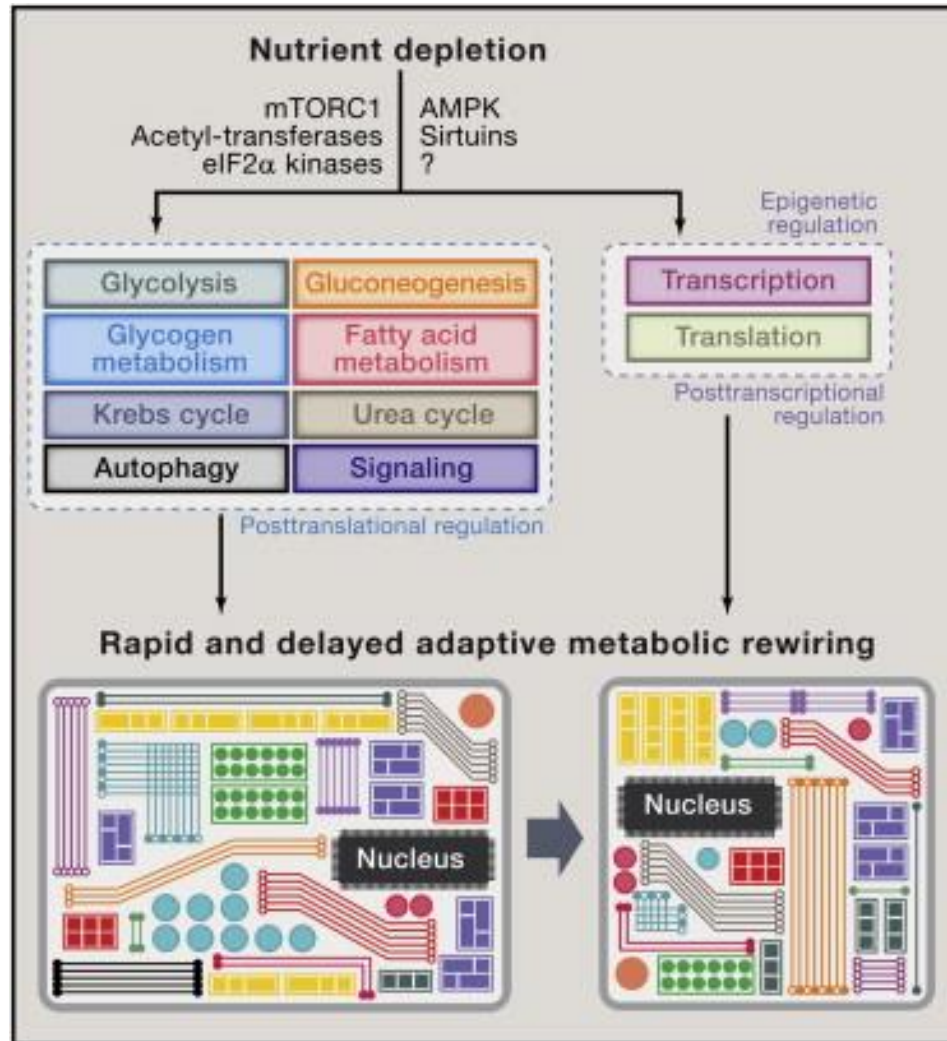 Nutrient depletion
mTORC1
Acetyl-transferases
eIF2α kinases
AMPK
Sirtuins
?
Epigenetic
regulation
Glycolysis
Gluconeogenesis
Glycogen
metabolism
Fatty acid
metabolism
Krebs cycle
Urea cycle
Autophagy
Signaling
Posttranslational regulation
Transcription
Translation
Posttranscriptional
regulation
Rapid and delayed adaptive metabolic rewiring
Nucleus
Nucleus